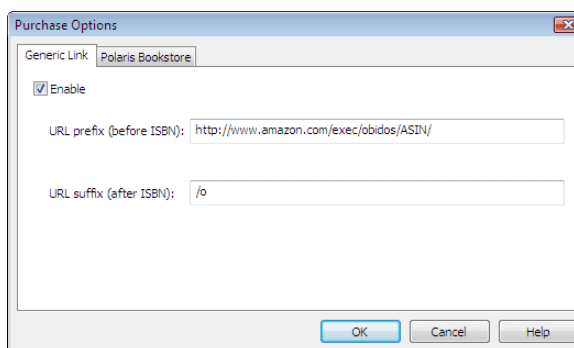 Purchase Options
Generic Link Polaris Bookstore
Enable
URL prefix (before ISBN): http://www.amazon.com/exec/obidos/ASIN/
URL suffix (after ISBN): /o
OK Cancel Help